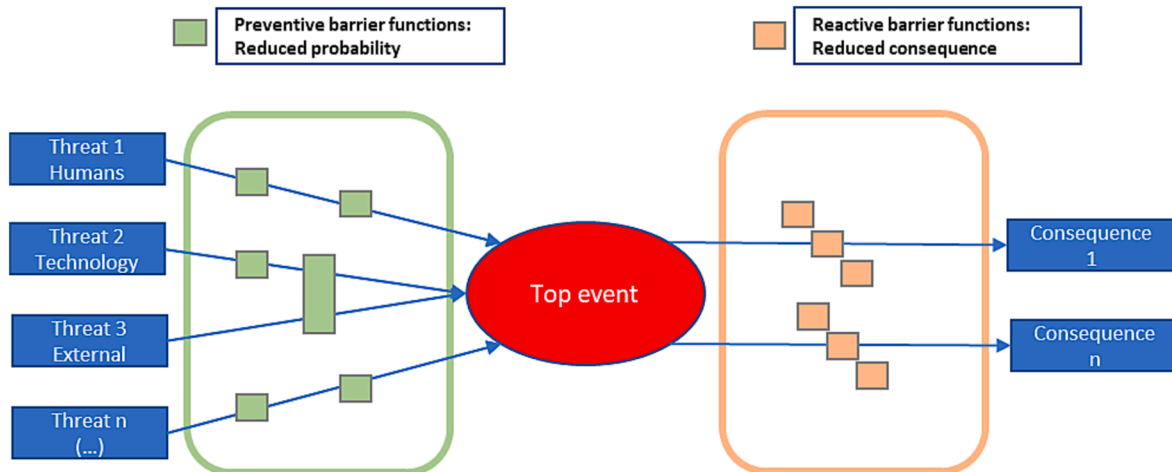 Preventive barrier functions:
Reduced probability
Reactive barrier functions:
Reduced consequence
Threat 1
Humans
Threat 2
Technology
Threat 3
External
Threat n
(...)
Top event
Consequence
1
Consequence
n